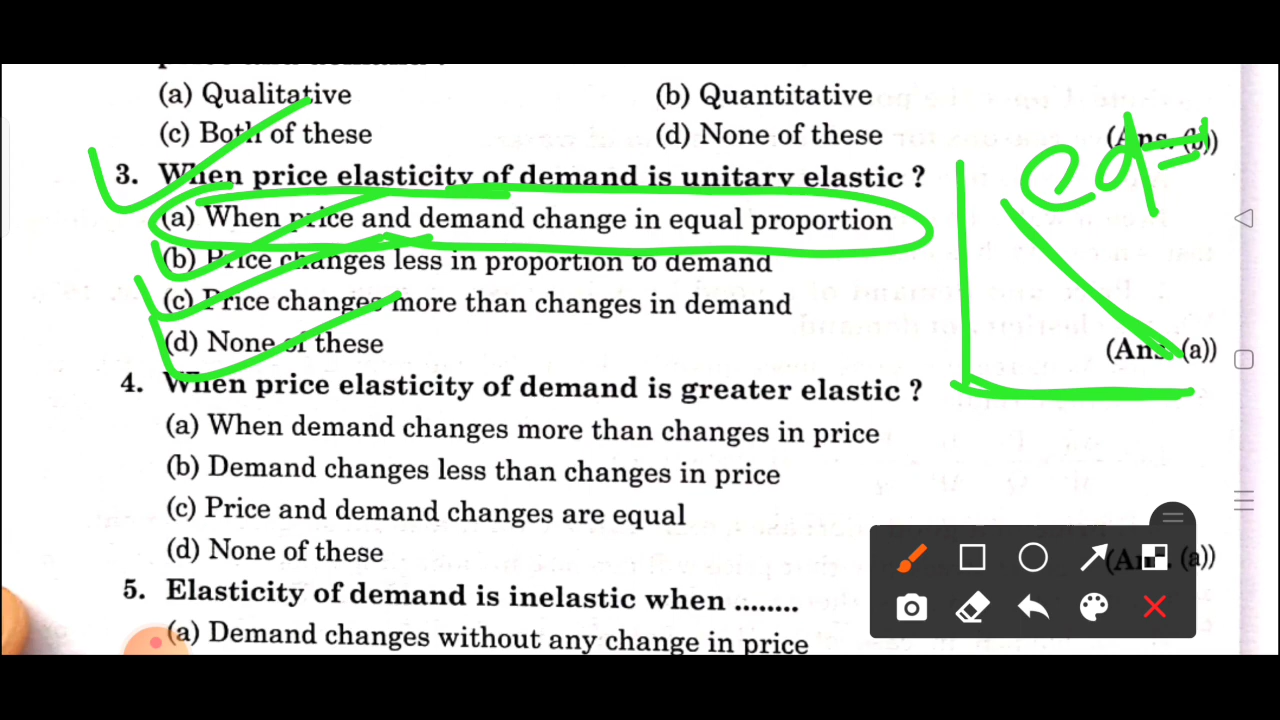 (a) Qualitative (b) Quantitative
(c) Both of these (d) None of these (Ans. (b))
3. When price elasticity of demand is unitary elastic ?
(a) When price and demand change in equal proportion
(b) Price changes less in proportion to demand
(c) Price changes more than changes in demand
(d) None of these (Ans. (a))
ed=1
4. When price elasticity of demand is greater elastic ?
(a) When demand changes more than changes in price
(b) Demand changes less than changes in price
(c) Price and demand changes are equal
(d) None of these (Ans. (a))
5. Elasticity of demand is inelastic when ........
(a) Demand changes without any change in price